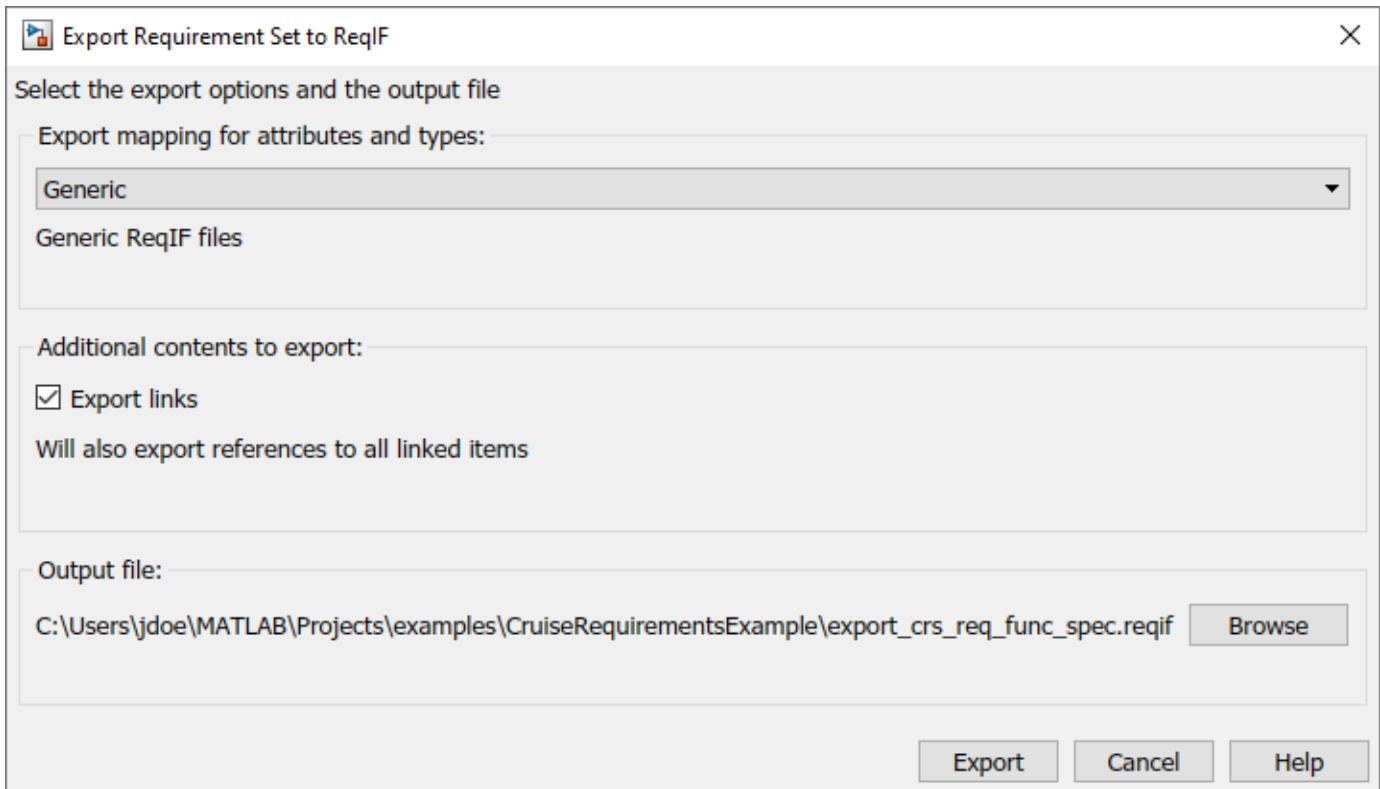 Export Requirement Set to ReqIF
Select the export options and the output file
Export mapping for attributes and types:
Generic
Generic ReqIF files
Additional contents to export:
Export links
Will also export references to all linked items
Output file:
C:\Users\jdoe\MATLAB\Projects\examples\CruiseRequirementsExample\export_crs_req_func_spec.reqif Browse
Export Cancel Help